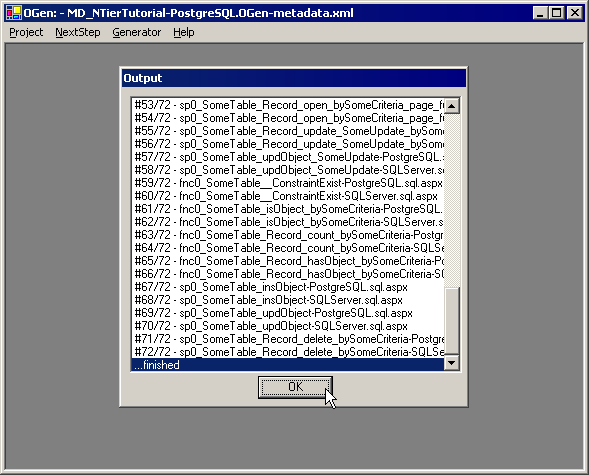 OGen: - MD_NTierTutorial-PostgreSQL.OGen-metadata.xml
Project NextStep Generator Help
Output
#53/72 - sp0_SomeTable_Record_open_bySomeCriteria_page_fu
#54/72 - sp0_SomeTable_Record_open_bySomeCriteria_page_fu
#55/72 - sp0_SomeTable_Record_update_SomeUpdate_bySome
#56/72 - sp0_SomeTable_Record_update_SomeUpdate_bySome
#57/72 - sp0_SomeTable_updObject_SomeUpdate-PostgreSQL.
#58/72 - sp0_SomeTable_updObject_SomeUpdate-SQLServer.s
#59/72 - fnc0_SomeTable__ConstraintExist-PostgreSQL.sql.aspx
#60/72 - fnc0_SomeTable__ConstraintExist-SQLServer.sql.aspx
#61/72 - fnc0_SomeTable_isObject_bySomeCriteria-PostgreSQL.
#62/72 - fnc0_SomeTable_isObject_bySomeCriteria-SQLServer.s
#63/72 - fnc0_SomeTable_Record_count_bySomeCriteria-Postgr
#64/72 - fnc0_SomeTable_Record_count_bySomeCriteria-SQLSe
#65/72 - fnc0_SomeTable_Record_hasObject_bySomeCriteria-Po
#66/72 - fnc0_SomeTable_Record_hasObject_bySomeCriteria-SQ
#67/72 - sp0_SomeTable_insObject-PostgreSQL.sql.aspx
#68/72 - sp0_SomeTable_insObject-SQLServer.sql.aspx
#69/72 - sp0_SomeTable_updObject-PostgreSQL.sql.aspx
#70/72 - sp0_SomeTable_updObject-SQLServer.sql.aspx
#71/72 - sp0_SomeTable_Record_delete_bySomeCriteria-Postgre
#72/72 - sp0_SomeTable_Record_delete_bySomeCriteria-SQLSe
...finished
OK